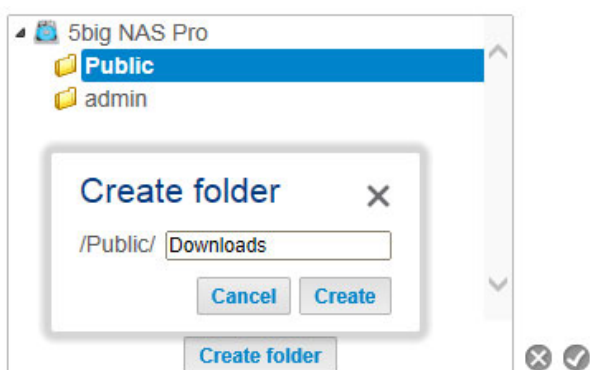 5big NAS Pro
Public
admin
Create folder
/Public/ Downloads
Cancel Create
Create folder